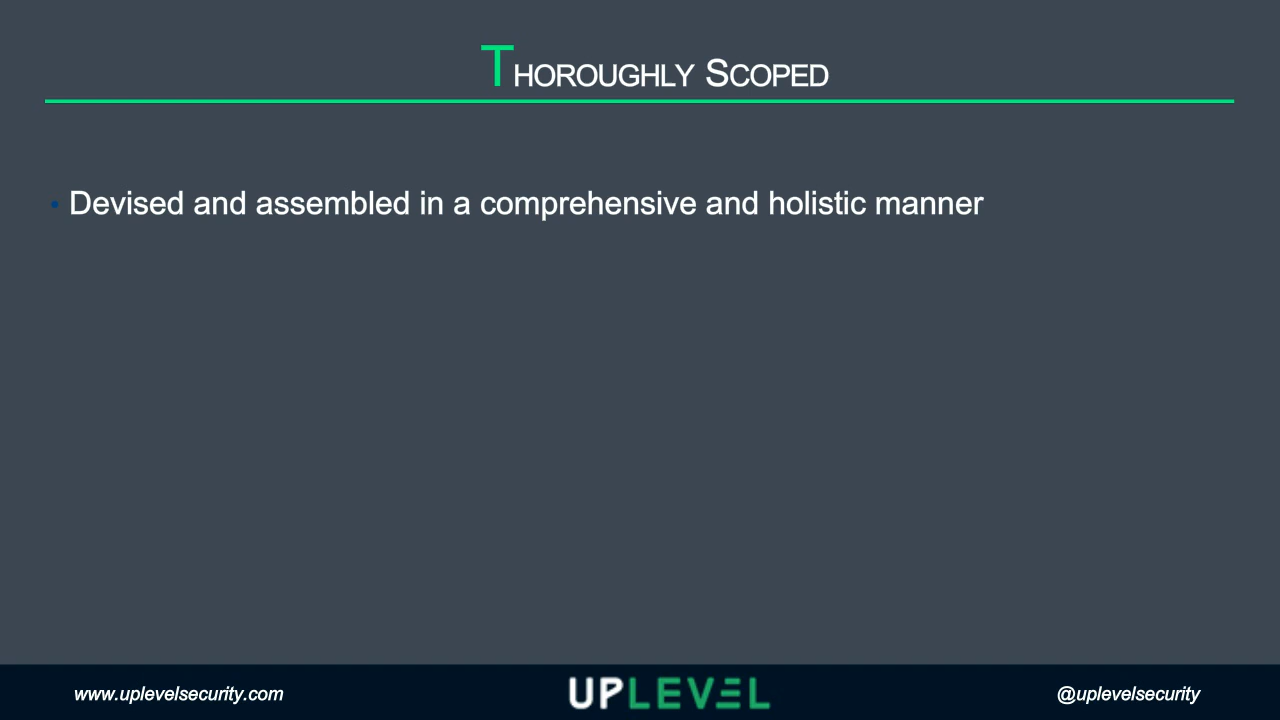 THOROUGHLY SCOPED
• Devised and assembled in a comprehensive and holistic manner
www.uplevelsecurity.com
UPLEVEL
@uplevelsecurity